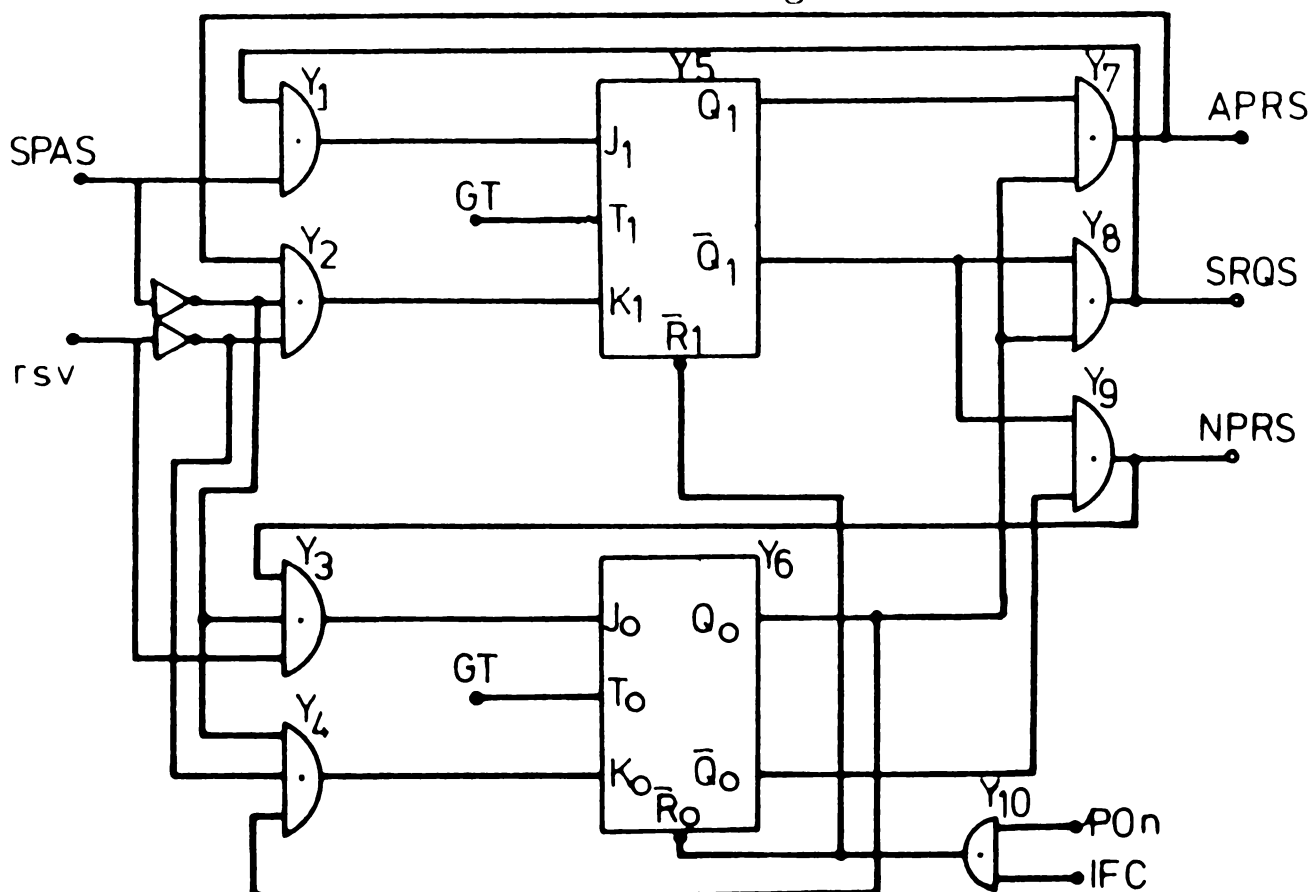 Y1
Y5
Q1
Y7
APRS
SPAS
J1
GT
T1
Y2
Q̄1
Y8
SRQS
K1
R̄1
rsv
Y9
NPRS
Y3
Y6
J0
Q0
GT
T0
Y4
K0
Q̄0
R̄0
Y10
POn
IFC